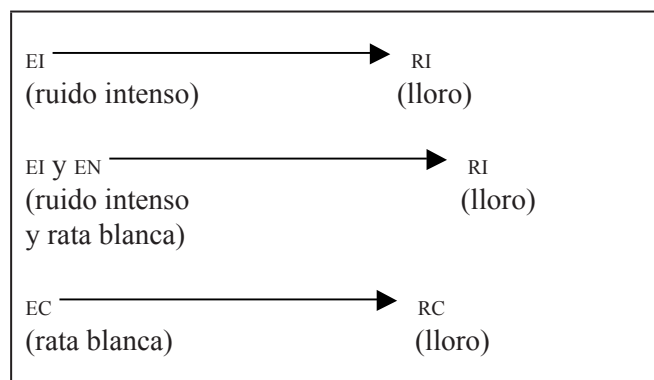 EI RI
(ruido intenso) (lloro)
EI y EN RI
(ruido intenso (lloro)
y rata blanca)
EC RC
(rata blanca) (lloro)